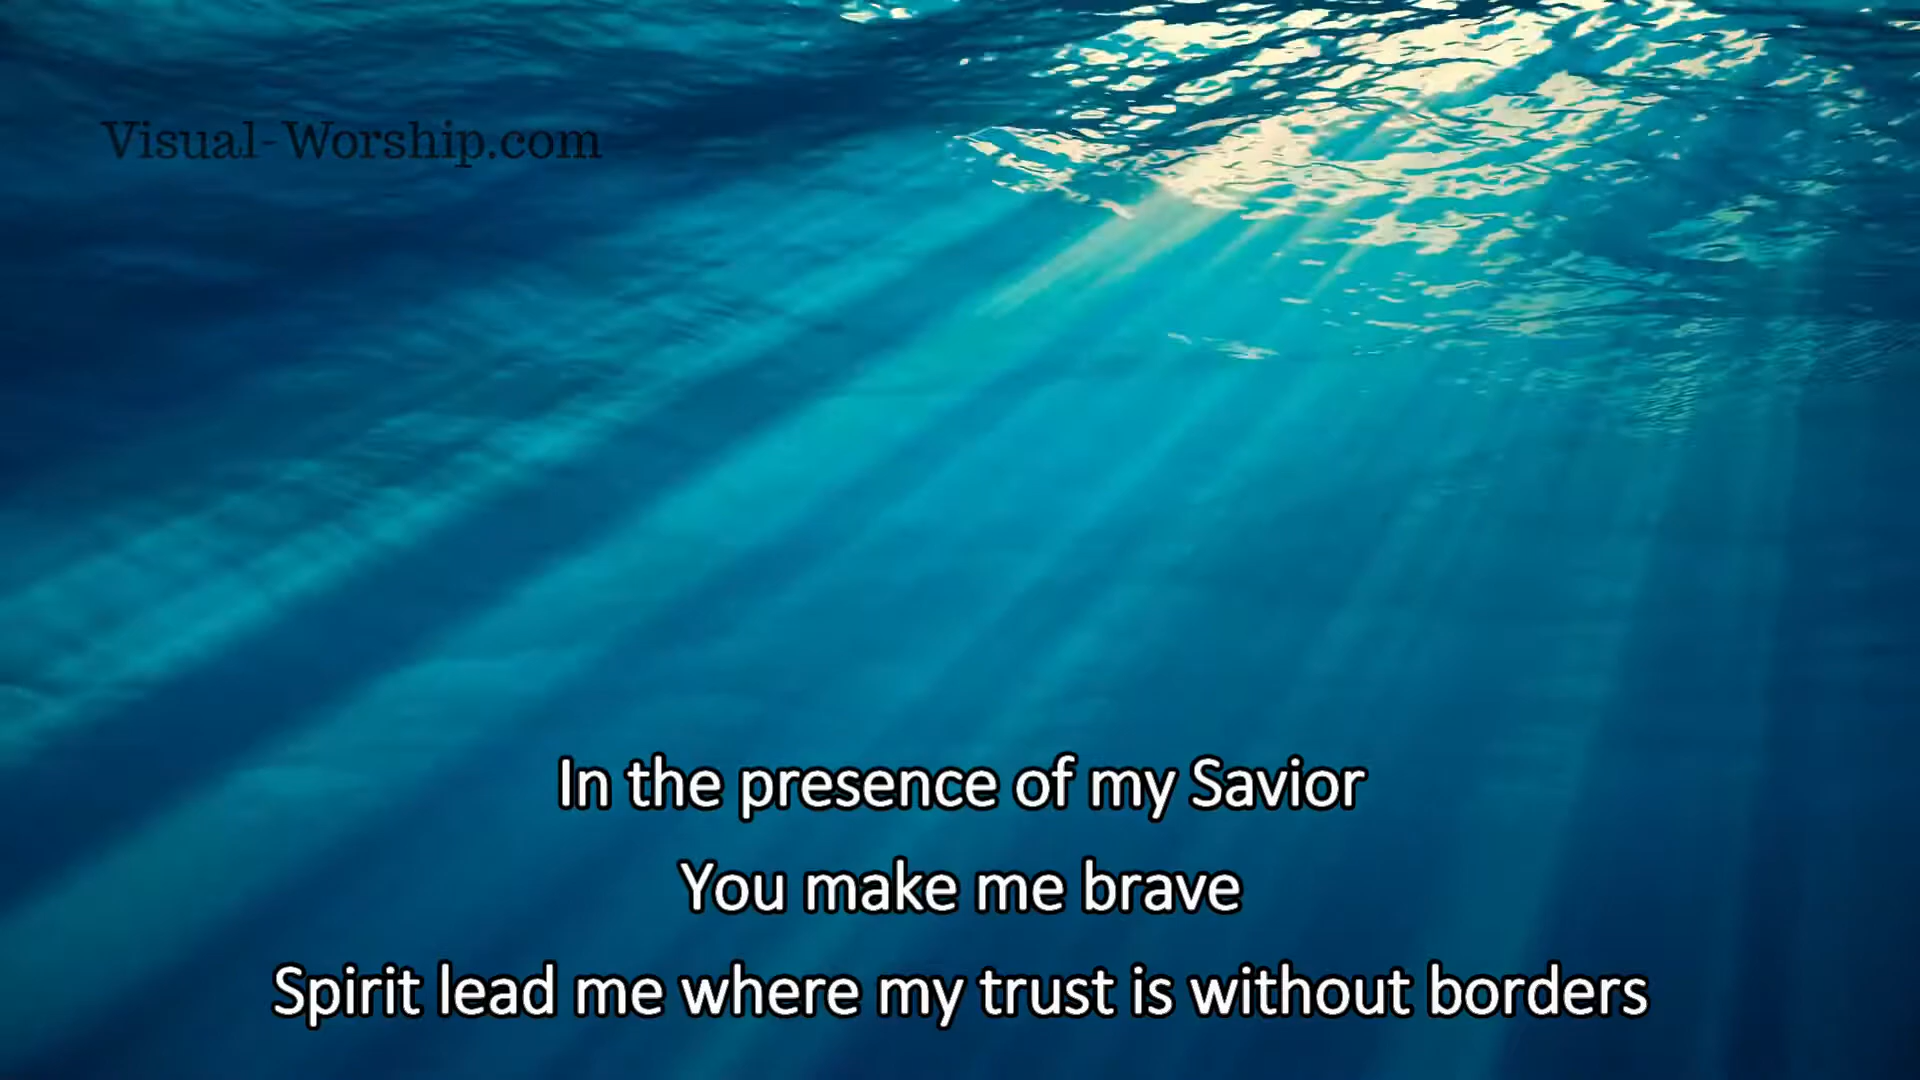 Visual-Worship.com
In the presence of my Savior
You make me brave
Spirit lead me where my trust is without borders